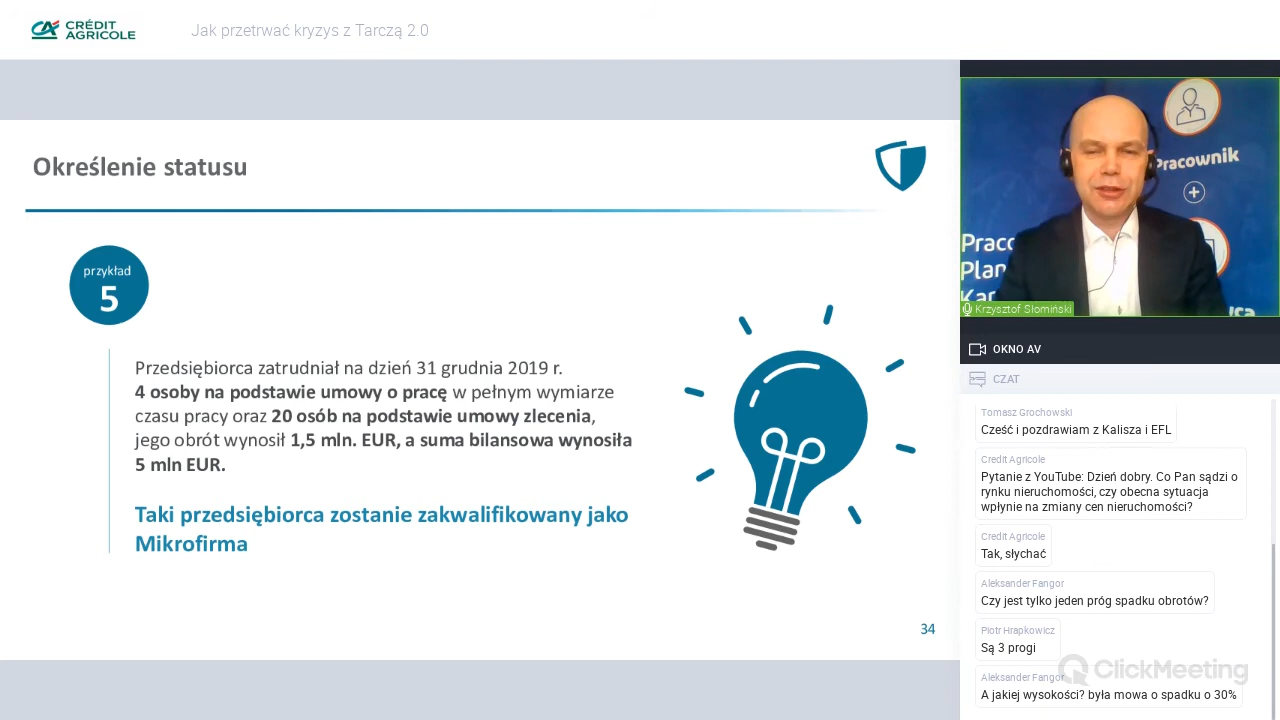 CRÉDIT
AGRICOLE
Jak przetrwać kryzys z Tarczą 2.0
Określenie statusu
przykład
5
Przedsiębiorca zatrudniał na dzień 31 grudnia 2019 r.
4 osoby na podstawie umowy o pracę w pełnym wymiarze
czasu pracy oraz 20 osób na podstawie umowy zlecenia,
jego obrót wynosił 1,5 mln. EUR, a suma bilansowa wynosiła
5 mln EUR.
Taki przedsiębiorca zostanie zakwalifikowany jako
Mikrofirma
34
Pracownik
Krzysztof Słomiński
OKNO AV
CZAT
Tomasz Grochowski
Cześć i pozdrawiam z Kalisza i EFL
Credit Agricole
Pytanie z YouTube: Dzień dobry. Co Pan sądzi o
rynku nieruchomości, czy obecna sytuacja
wpłynie na zmiany cen nieruchomości?
Credit Agricole
Tak, słychać
Aleksander Fangor
Czy jest tylko jeden próg spadku obrotów?
Piotr Hrapkowicz
Są 3 progi
Aleksander Fangor
A jakiej wysokości? była mowa o spadku o 30%
ClickMeeting